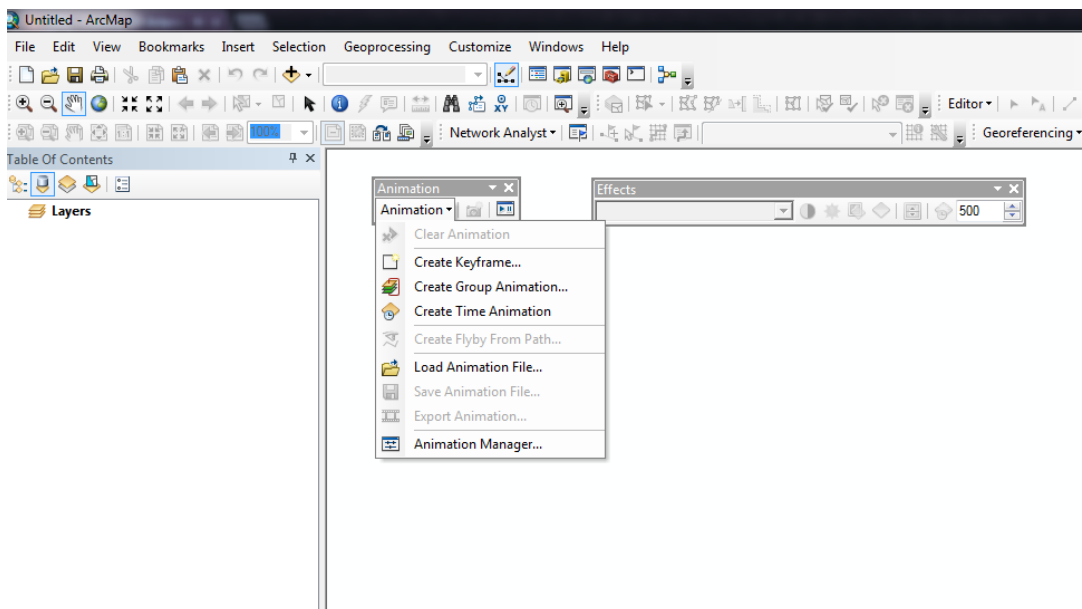 Untitled - ArcMap
File Edit View Bookmarks Insert Selection Geoprocessing Customize Windows Help
Editor
100% Network Analyst Georeferencing
Table Of Contents
Layers
Animation
Animation
Clear Animation
Create Keyframe...
Create Group Animation...
Create Time Animation
Create Flyby From Path...
Load Animation File...
Save Animation File...
Export Animation...
Animation Manager...
Effects
500